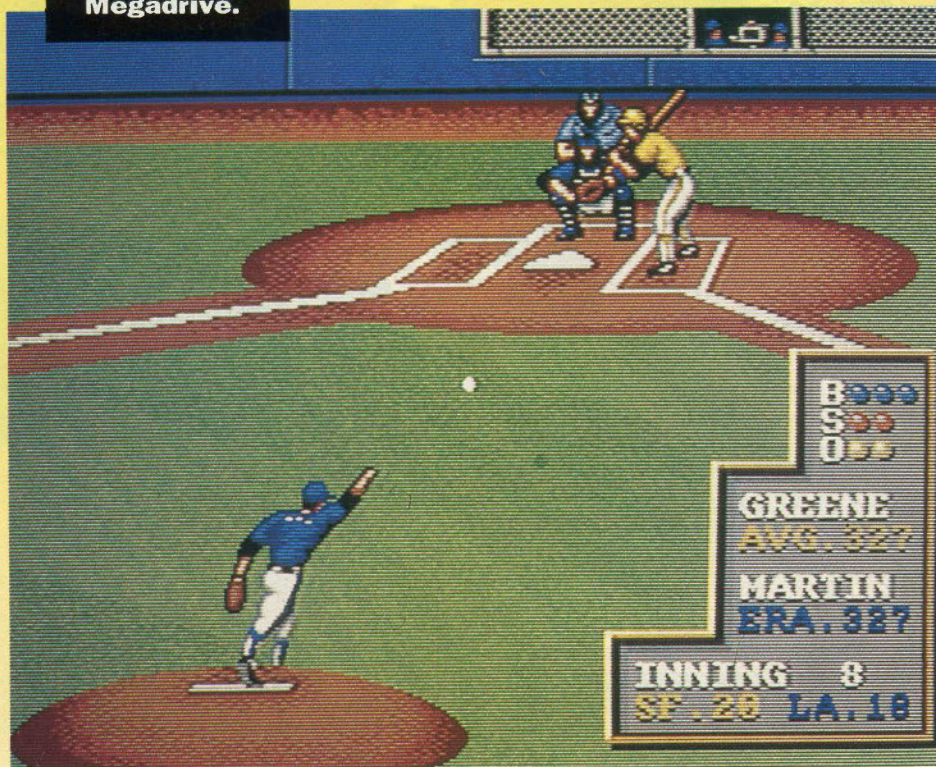 Megadrive.
B
S
O
GREENE
AVG.327
MARTIN
ERA.327
INNING 8
SF.20 LA.18